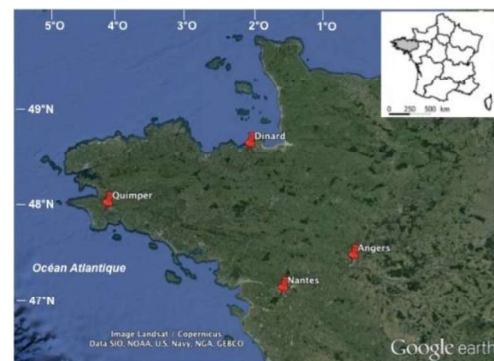 5°O 4°O 3°O 2°O 1°O
0 250 500 km
49°N
Dinard
Quimper
48°N
Angers
Océan Atlantique
Nantes
47°N
Image Landsat / Copernicus
Data SIO, NOAA, U.S. Navy, NGA, GEBCO
Google earth